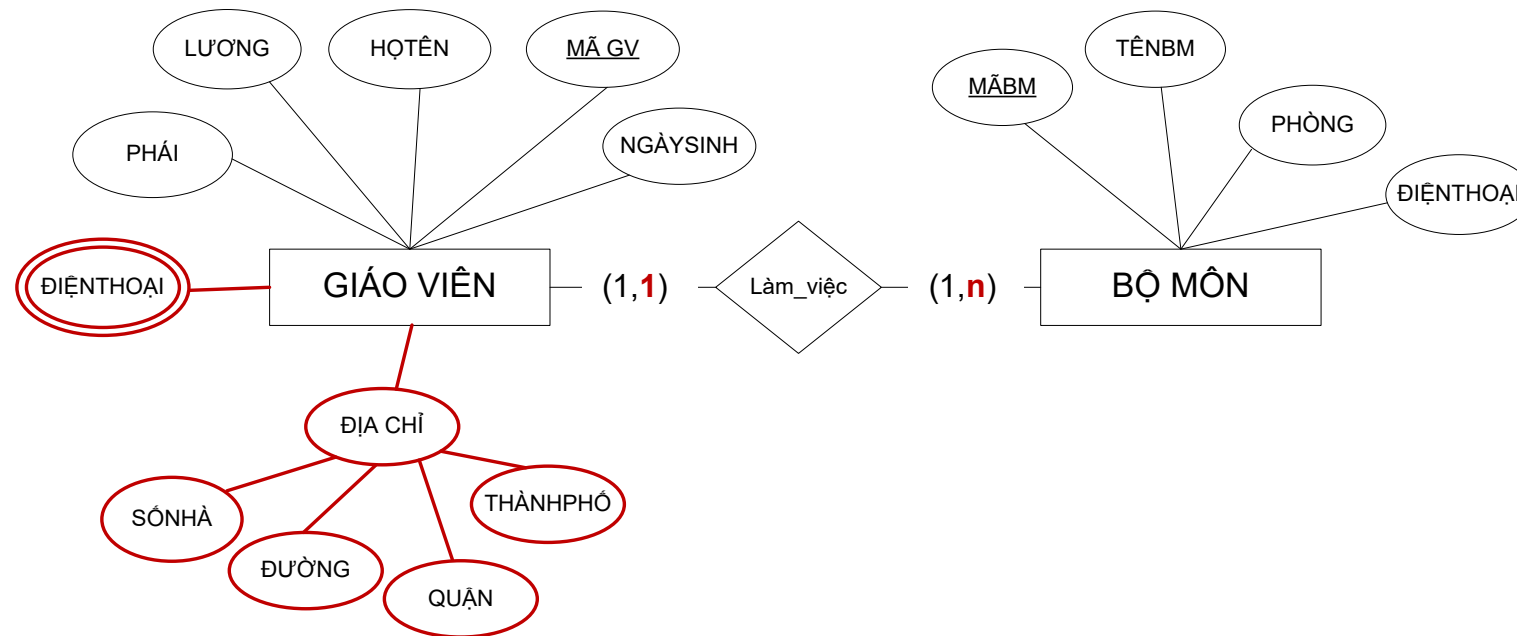 LƯƠNG
HỌTÊN
MÃ GV
TÊNBM
MÃBM
PHÒNG
PHÁI
NGÀYSINH
ĐIỆNTHOẠI
ĐIỆNTHOẠI
GIÁO VIÊN
(1,1)
Làm_việc
(1,n)
BỘ MÔN
ĐỊA CHỈ
SỐNHÀ
ĐƯỜNG
QUẬN
THÀNHPHỐ